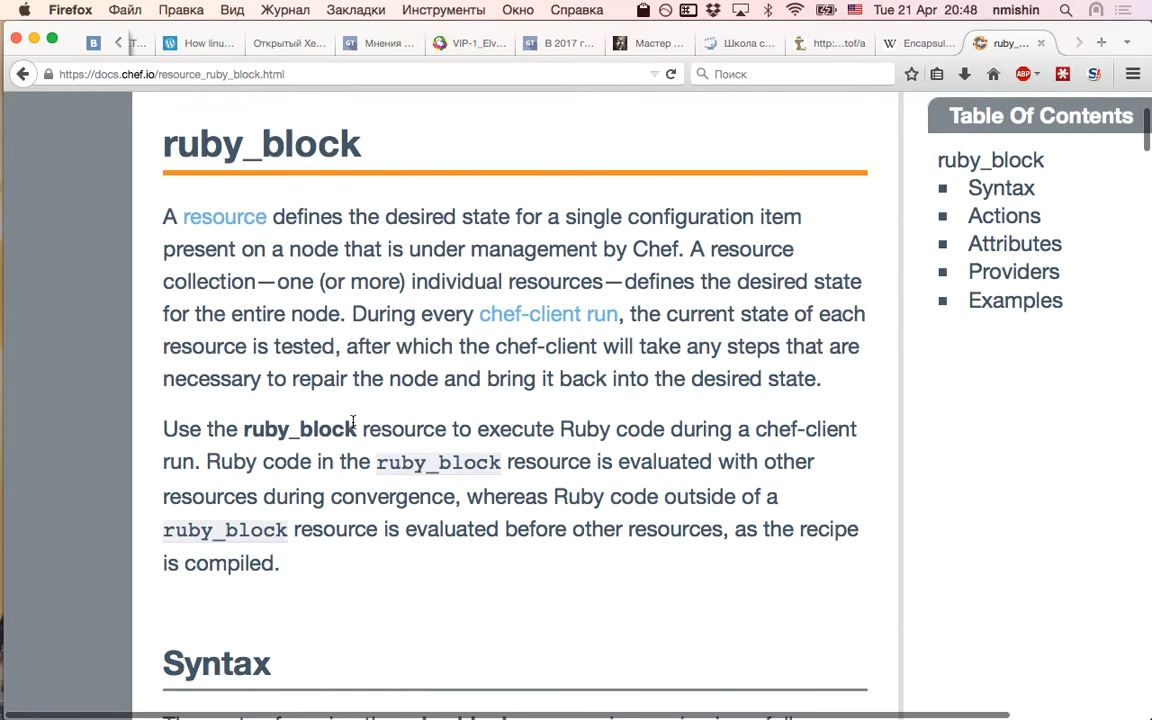 Firefox Файл Правка Вид Журнал Закладки Инструменты Окно Справка Tue 21 Apr 20:48 nmishin
В Т... How linu... Открытый Хе... GT Мнения ... VIP-1_Elv... GT В 2017 г... Мастер ... Школа с... http:...tof/a W Encapsul... ruby_...
https://docs.chef.io/resource_ruby_block.html Поиск ABP S!
ruby_block
A resource defines the desired state for a single configuration item
present on a node that is under management by Chef. A resource
collection—one (or more) individual resources—defines the desired state
for the entire node. During every chef-client run, the current state of each
resource is tested, after which the chef-client will take any steps that are
necessary to repair the node and bring it back into the desired state.
Use the ruby_block resource to execute Ruby code during a chef-client
run. Ruby code in the ruby_block resource is evaluated with other
resources during convergence, whereas Ruby code outside of a
ruby_block resource is evaluated before other resources, as the recipe
is compiled.
Syntax
Table Of Contents
ruby_block
Syntax
Actions
Attributes
Providers
Examples